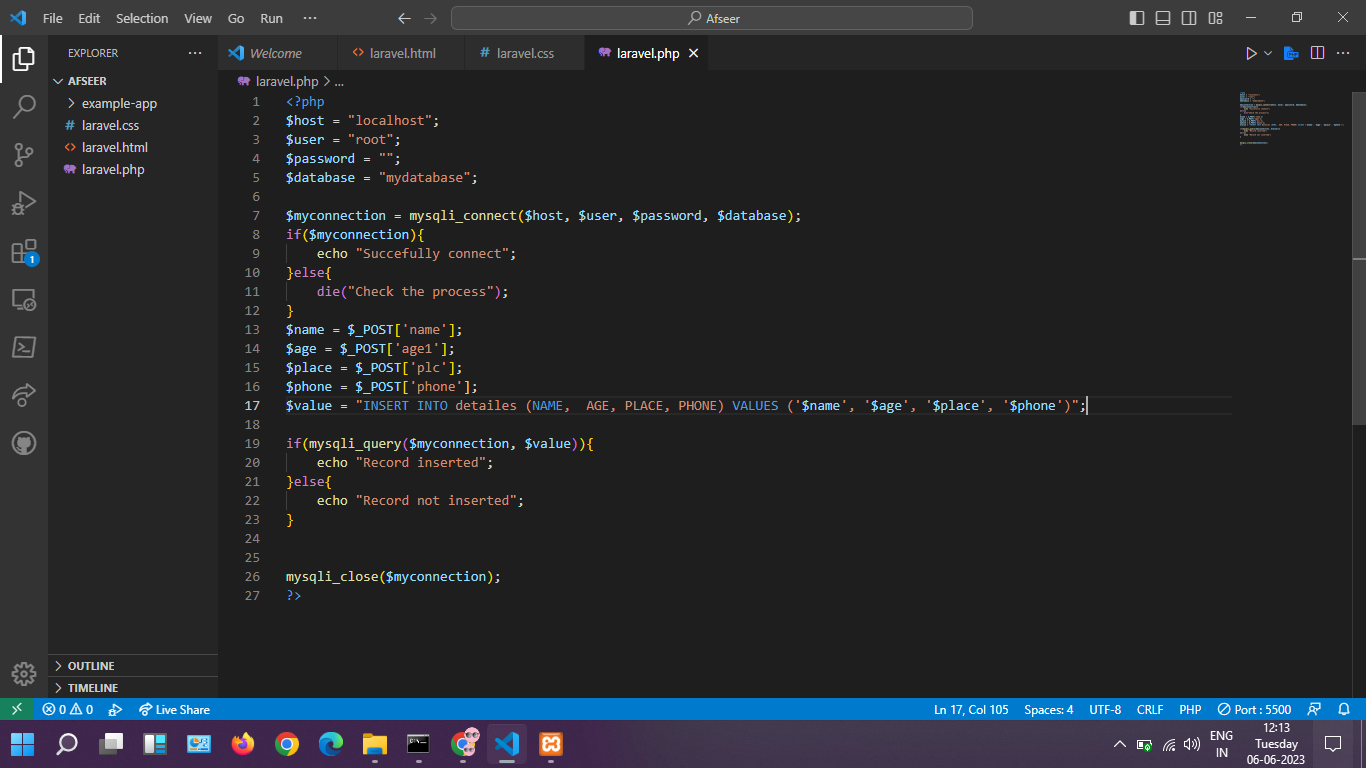 File Edit Selection View Go Run ··· Afseer
EXPLORER ···
AFSEER
example-app
# laravel.css
<> laravel.html
laravel.php
OUTLINE
TIMELINE
Welcome <> laravel.html # laravel.css laravel.php
laravel.php > ...
1 <?php
2 $host = "localhost";
3 $user = "root";
4 $password = "";
5 $database = "mydatabase";
6
7 $myconnection = mysqli_connect($host, $user, $password, $database);
8 if($myconnection){
9 echo "Succefully connect";
10 }else{
11 die("Check the process");
12 }
13 $name = $_POST['name'];
14 $age = $_POST['age1'];
15 $place = $_POST['plc'];
16 $phone = $_POST['phone'];
17 $value = "INSERT INTO detailes (NAME,  AGE, PLACE, PHONE) VALUES ('$name', '$age', '$place', '$phone')";
18
19 if(mysqli_query($myconnection, $value)){
20 echo "Record inserted";
21 }else{
22 echo "Record not inserted";
23 }
24
25
26 mysqli_close($myconnection);
27 ?>
1
0 0 Live Share Ln 17, Col 105 Spaces: 4 UTF-8 CRLF PHP Port : 5500
ENG
IN
12:13
Tuesday
06-06-2023